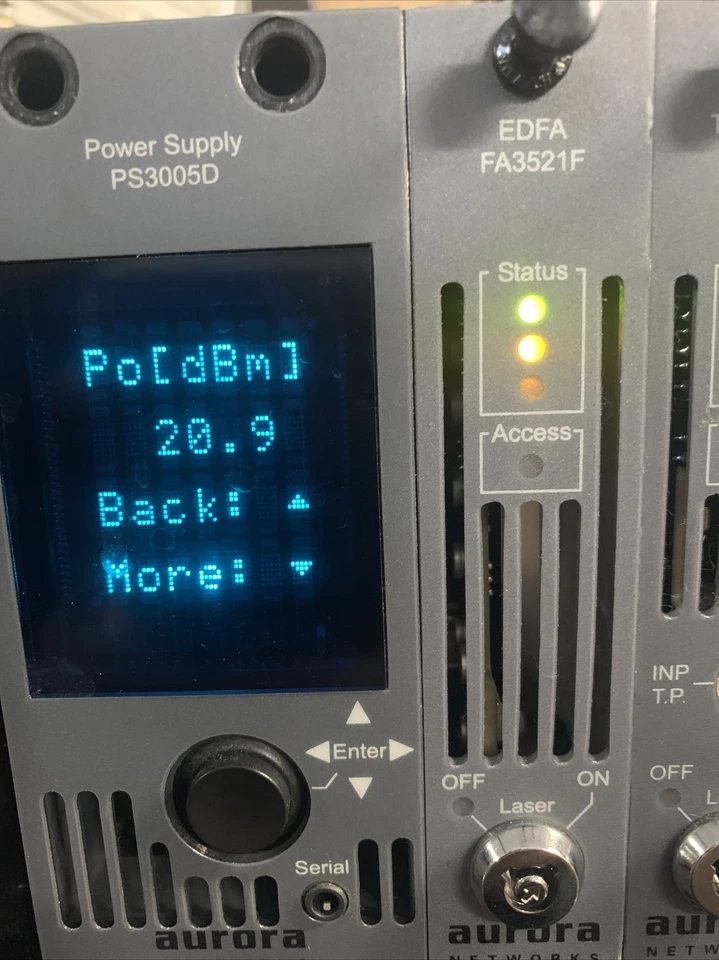 Power Supply
PS3005D
Po[dBm]
20.9
Back: ▲
More: ▼
Enter
Serial
aurora
EDFA
FA3521F
Status
Access
OFF
ON
Laser
aurora
NETWORKS
INP
T.P.
OFF